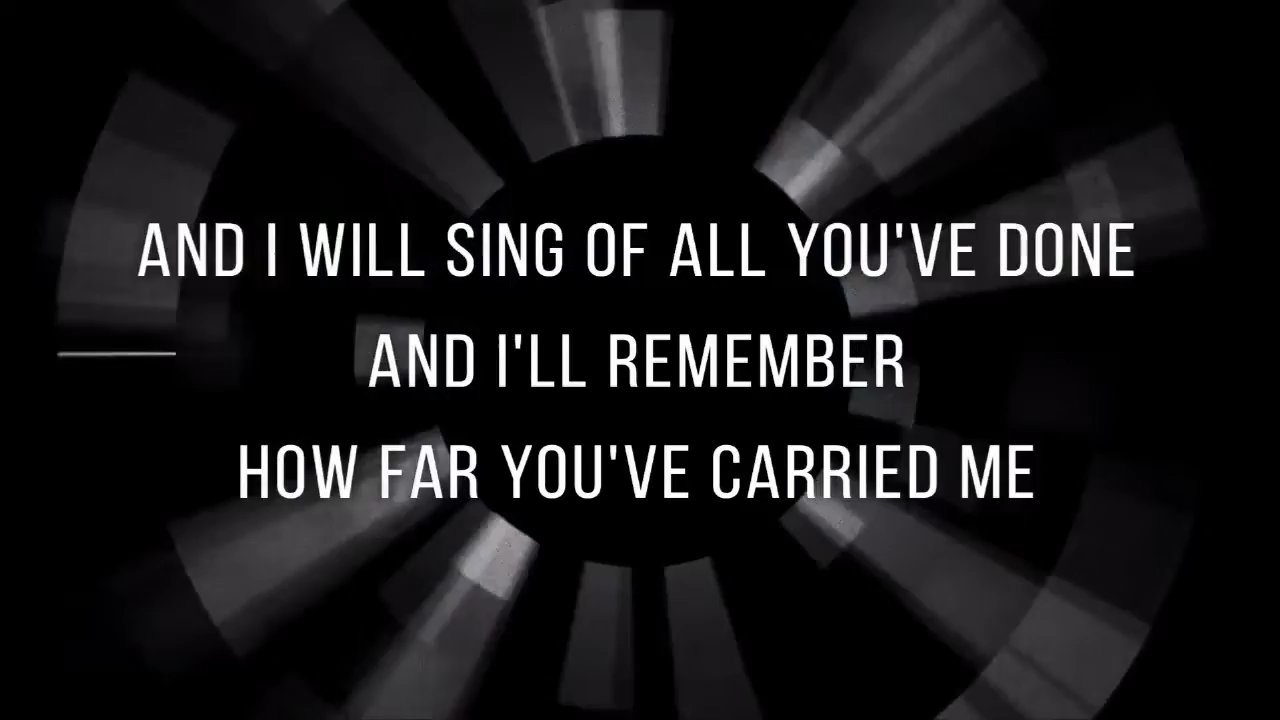 AND I WILL SING OF ALL YOU'VE DONE
AND I'LL REMEMBER
HOW FAR YOU'VE CARRIED ME